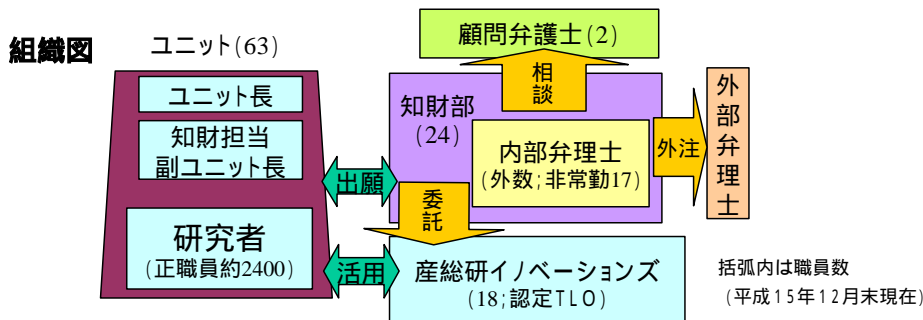 組織図
ユニット(63)
ユニット長
知財担当
副ユニット長
研究者
(正職員約2400)
出願
活用
顧問弁護士(2)
相談
知財部
(24)
内部弁理士
(外数;非常勤17)
外注
外部弁理士
委託
産総研イノベーションズ
(18;認定TLO)
括弧内は職員数
(平成15年12月末現在)